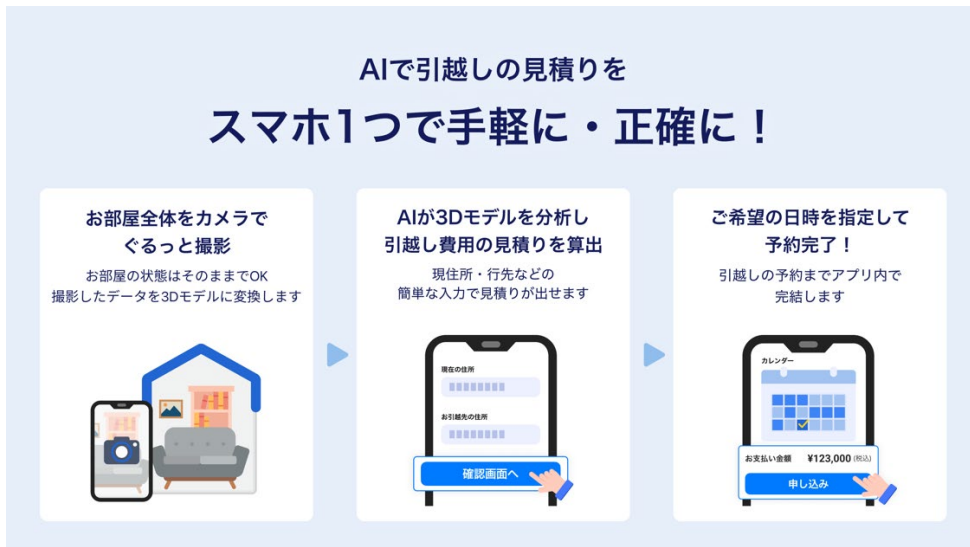 AIで引越しの見積りを
スマホ1つで手軽に・正確に！
お部屋全体をカメラで
ぐるっと撮影
お部屋の状態はそのままでOK
撮影したデータを3Dモデルに変換します
AIが3Dモデルを分析し
引越し費用の見積りを算出
現住所・行先などの
簡単な入力で見積りが出せます
現在の住所
お引越先の住所
確認画面へ
ご希望の日時を指定して
予約完了！
引越しの予約までアプリ内で
完結します
カレンダー
お支払い金額 ¥123,000 (税込)
申し込み